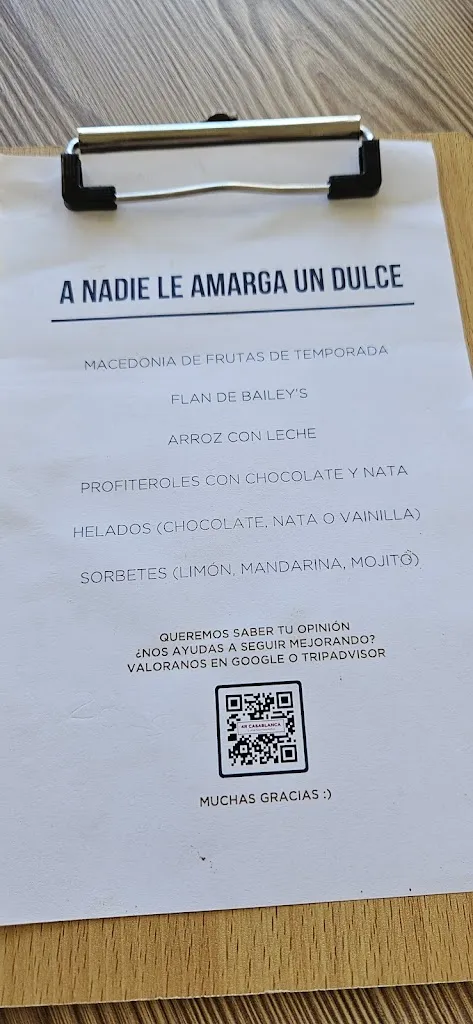 A NADIE LE AMARGA UN DULCE
MACEDONIA DE FRUTAS DE TEMPORADA
FLAN DE BAILEY'S
ARROZ CON LECHE
PROFITEROLES CON CHOCOLATE Y NATA
HELADOS (CHOCOLATE, NATA O VAINILLA)
SORBETES (LIMÓN, MANDARINA, MOJITO)
QUEREMOS SABER TU OPINIÓN
¿NOS AYUDAS A SEGUIR MEJORANDO?
VALORANOS EN GOOGLE O TRIPADVISOR
AR CASABLANCA
MUCHAS GRACIAS :)